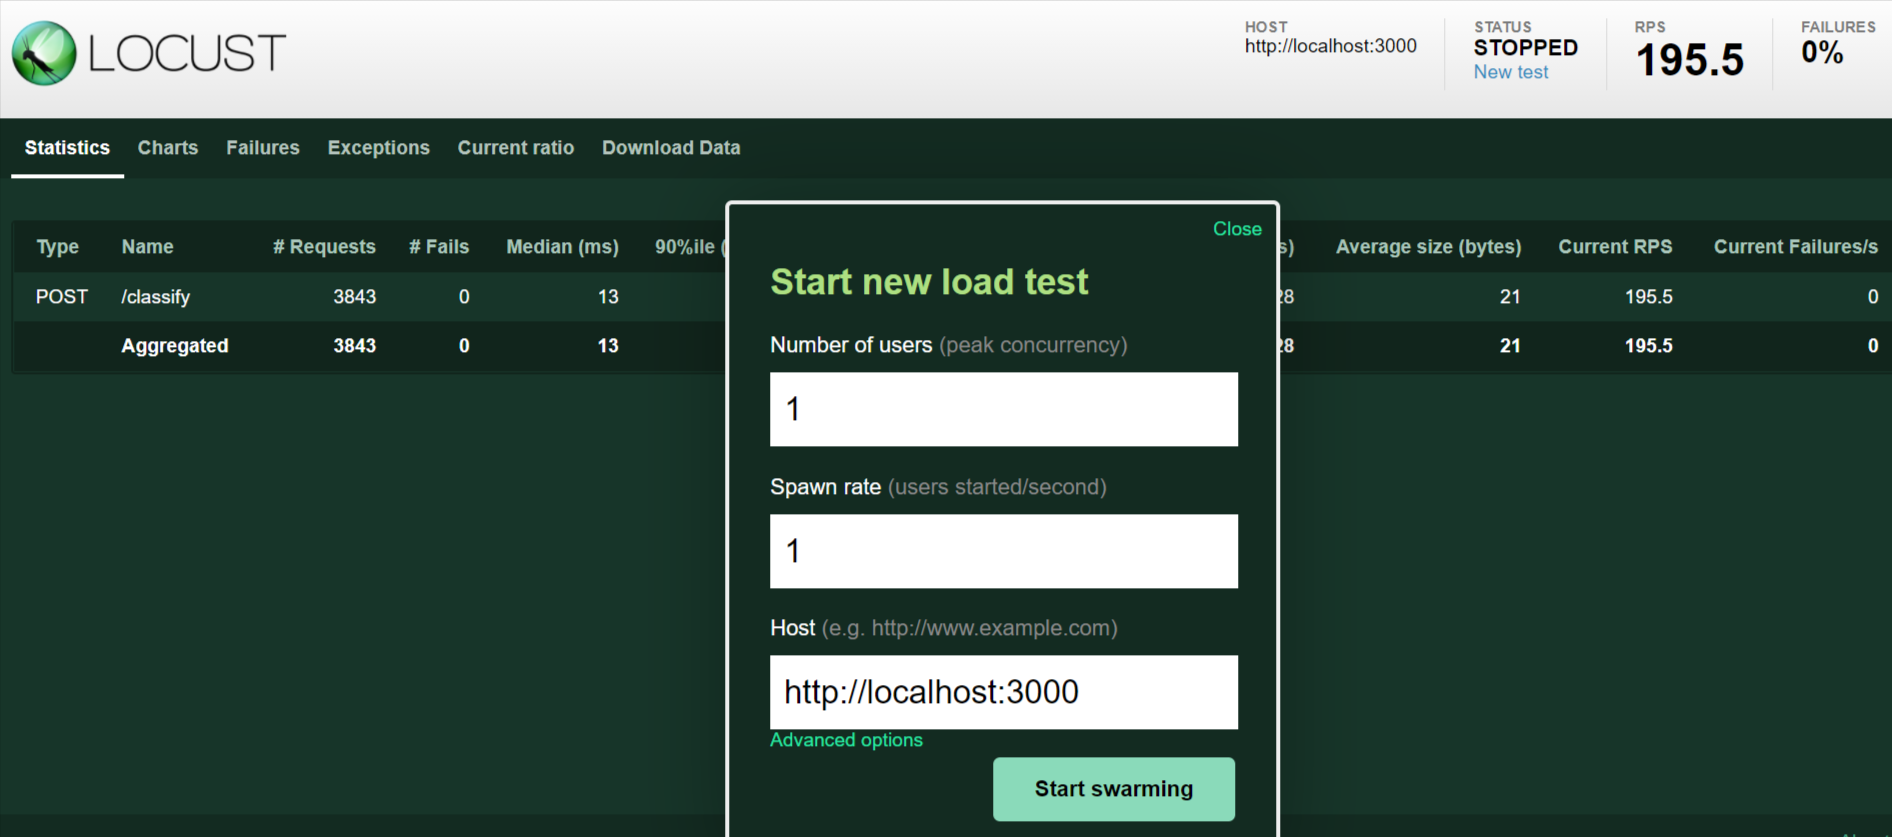 LOCUST
HOST
http://localhost:3000
STATUS
STOPPED
New test
RPS
195.5
FAILURES
0%
Statistics Charts Failures Exceptions Current ratio Download Data
Type Name # Requests # Fails Median (ms) 90%ile ( s) Average size (bytes) Current RPS Current Failures/s
POST /classify 3843 0 13 28 21 195.5 0
Aggregated 3843 0 13 28 21 195.5 0
Close
Start new load test
Number of users (peak concurrency)
1
Spawn rate (users started/second)
1
Host (e.g. http://www.example.com)
http://localhost:3000
Advanced options
Start swarming